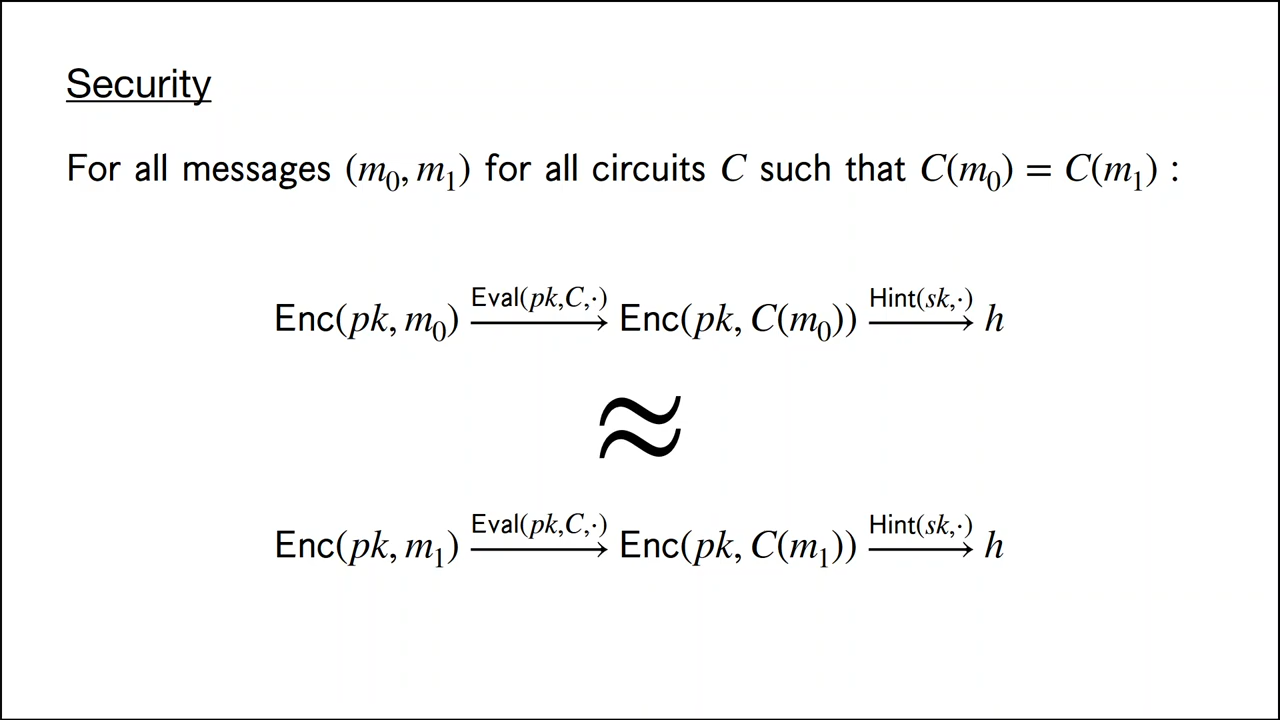 Security
For all messages (m₀, m₁) for all circuits C such that C(m₀) = C(m₁) :
Enc(pk, m₀) Eval(pk,C,·) → Enc(pk, C(m₀)) Hint(sk,·) → h
≈
Enc(pk, m₁) Eval(pk,C,·) → Enc(pk, C(m₁)) Hint(sk,·) → h